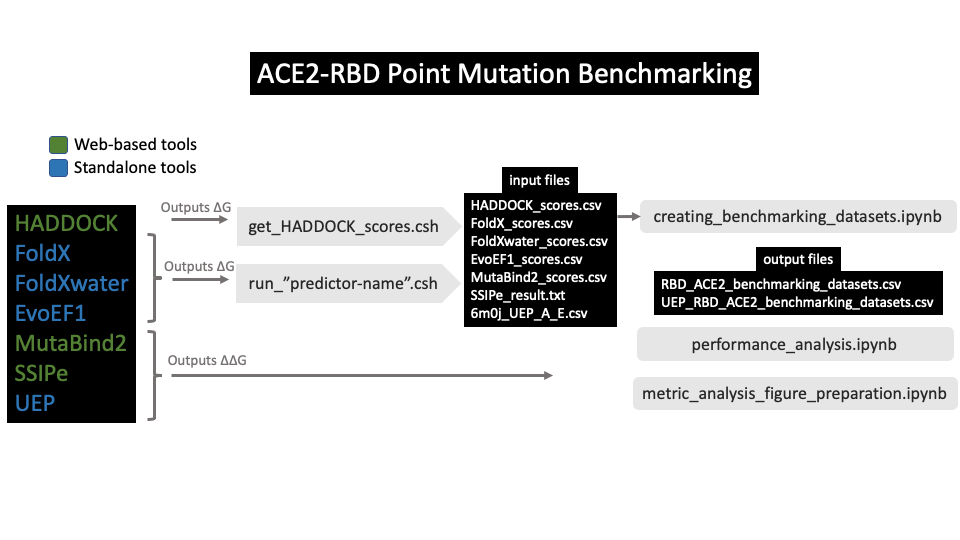 ACE2-RBD Point Mutation Benchmarking
Web-based tools
Standalone tools
HADDOCK
FoldX
FoldXwater
EvoEF1
MutaBind2
SSIPe
UEP
Outputs ΔG
Outputs ΔG
Outputs ΔΔG
get_HADDOCK_scores.csh
run_”predictor-name”.csh
input files
HADDOCK_scores.csv
FoldX_scores.csv
FoldXwater_scores.csv
EvoEF1_scores.csv
MutaBind2_scores.csv
SSIPe_result.txt
6m0j_UEP_A_E.csv
creating_benchmarking_datasets.ipynb
output files
RBD_ACE2_benchmarking_datasets.csv
UEP_RBD_ACE2_benchmarking_datasets.csv
performance_analysis.ipynb
metric_analysis_figure_preparation.ipynb